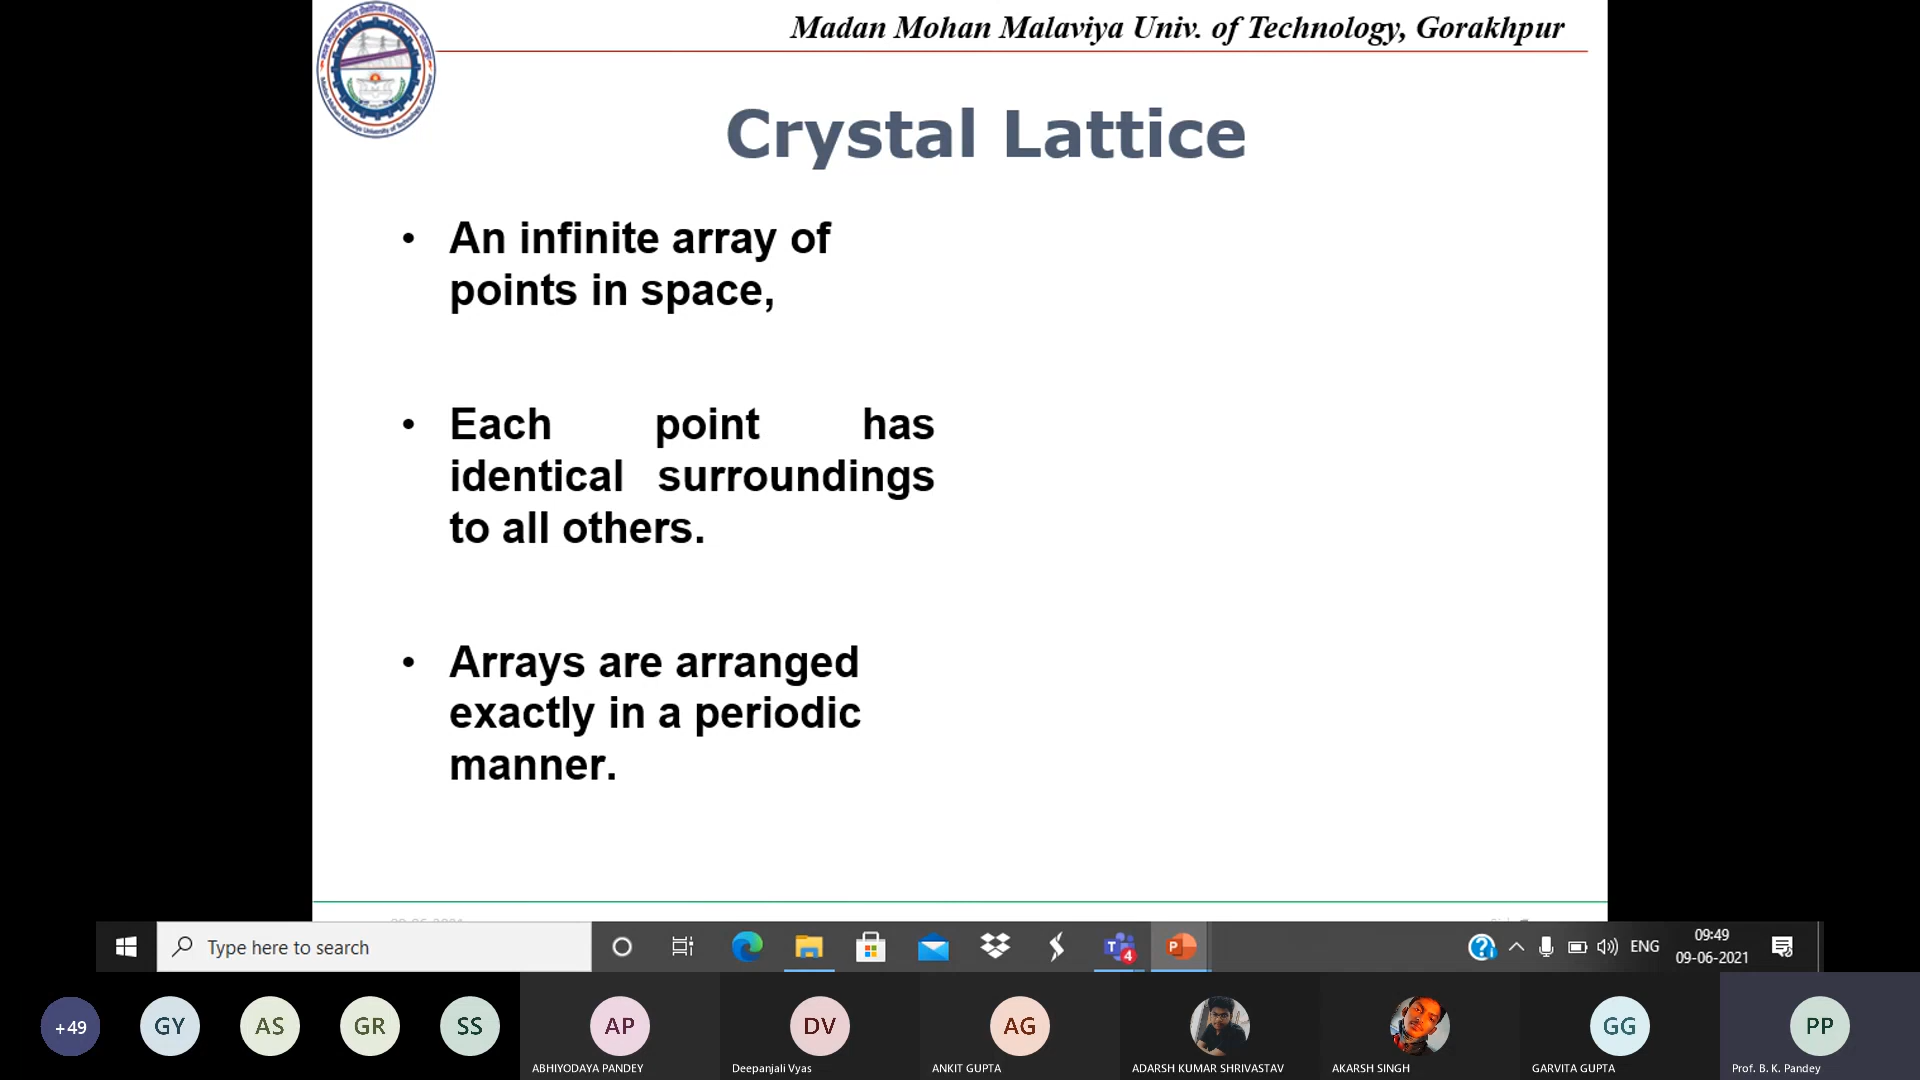 Madan Mohan Malaviya Univ. of Technology, Gorakhpur
Crystal Lattice
• An infinite array of
points in space,
• Each point has
identical surroundings
to all others.
• Arrays are arranged
exactly in a periodic
manner.
Type here to search
4
ENG
09:49
09-06-2021
+49
GY
AS
GR
SS
AP
DV
AG
GG
PP
ABHIYODAYA PANDEY
Deepanjali Vyas
ANKIT GUPTA
ADARSH KUMAR SHRIVASTAV
AKARSH SINGH
GARVITA GUPTA
Prof. B. K. Pandey